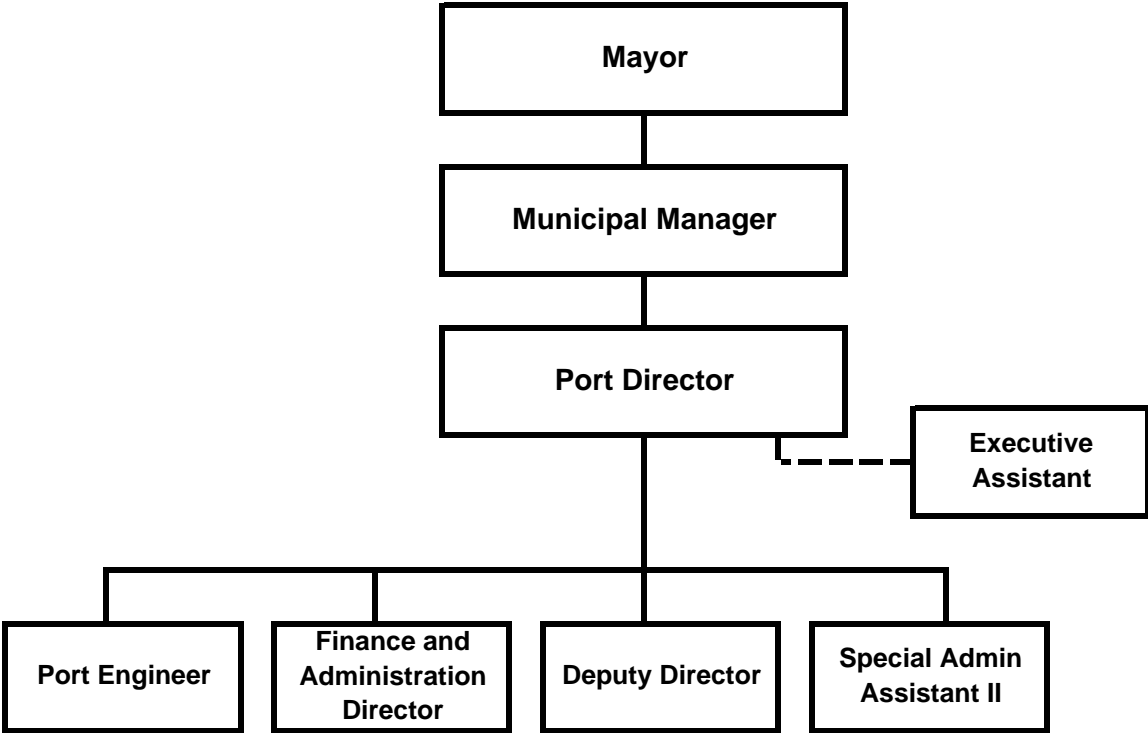 Mayor
Municipal Manager
Port Director
Executive
Assistant
Port Engineer
Finance and
Administration
Director
Deputy Director
Special Admin
Assistant II